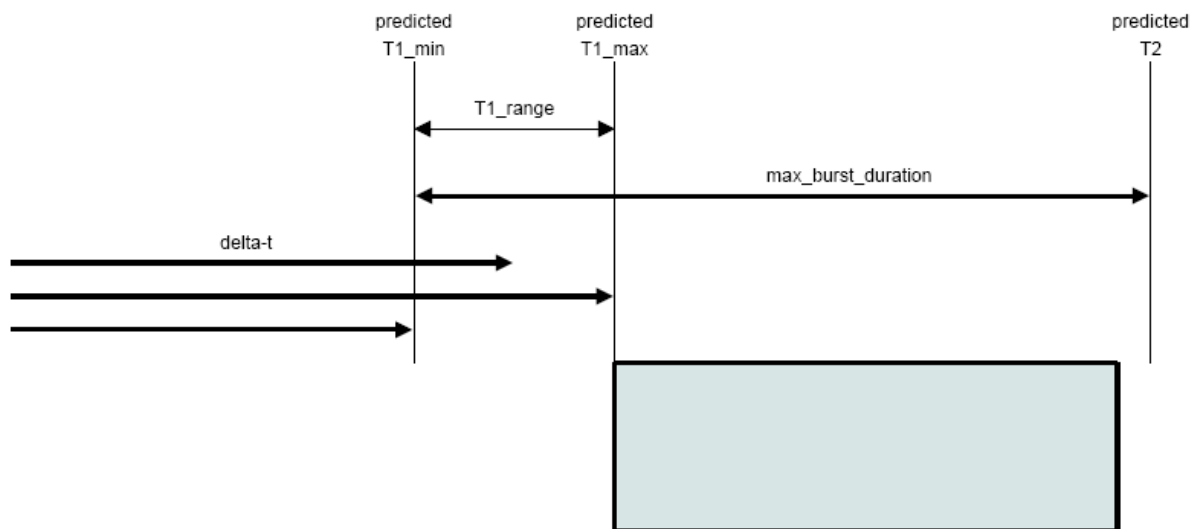 predicted predicted predicted
T1_min T1_max T2
T1_range
max_burst_duration
delta-t